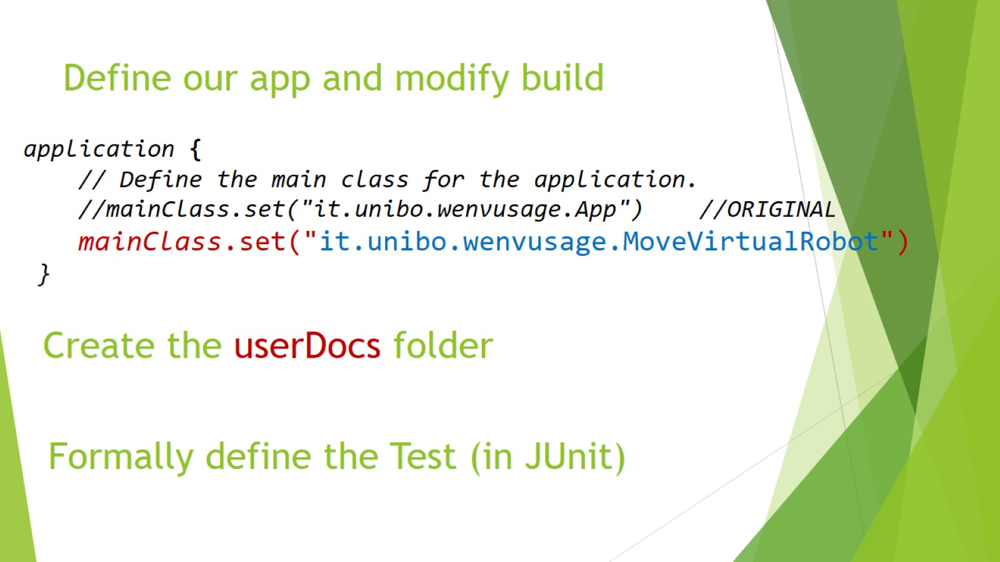 Define our app and modify build
application {
// Define the main class for the application.
//mainClass.set("it.unibo.wenvusage.App")    //ORIGINAL
mainClass.set("it.unibo.wenvusage.MoveVirtualRobot")
}
Create the userDocs folder
Formally define the Test (in JUnit)